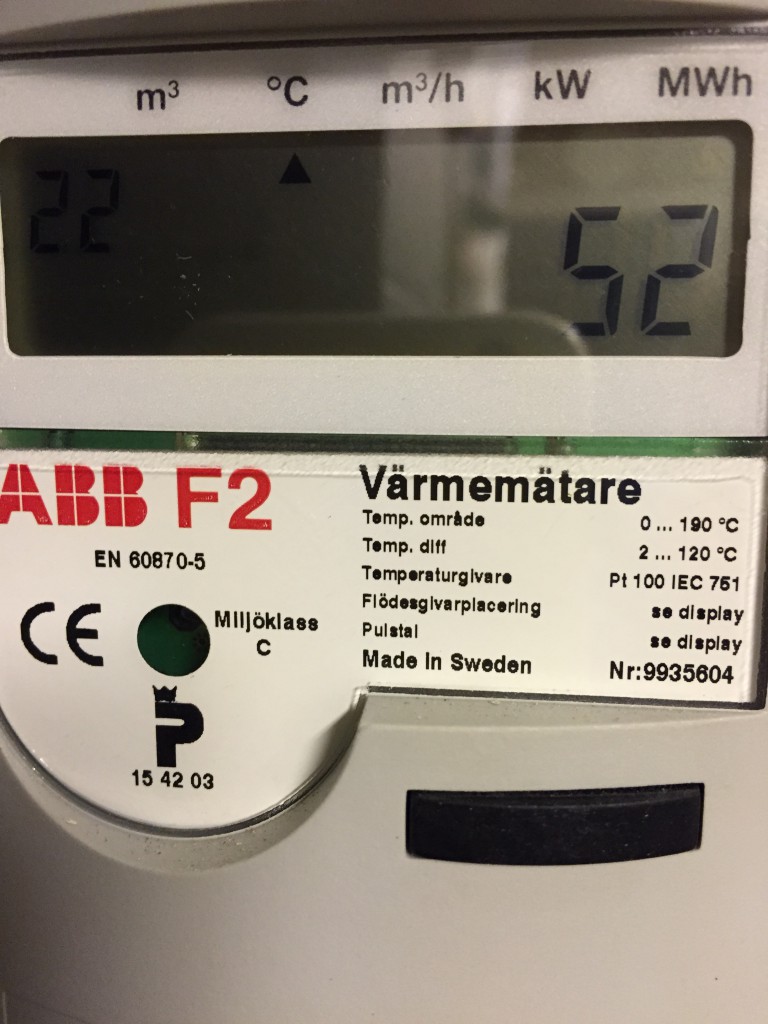 m³ °C m³/h kW MWh
22 52
ABB F2
EN 60870-5
CE
Miljöklass
C
P
15 42 03
Värmemätare
Temp. område 0 ... 190 °C
Temp. diff 2 ... 120 °C
Temperaturgivare Pt 100 IEC 751
Flödesgivarplacering se display
Pulstal se display
Made in Sweden Nr:9935604